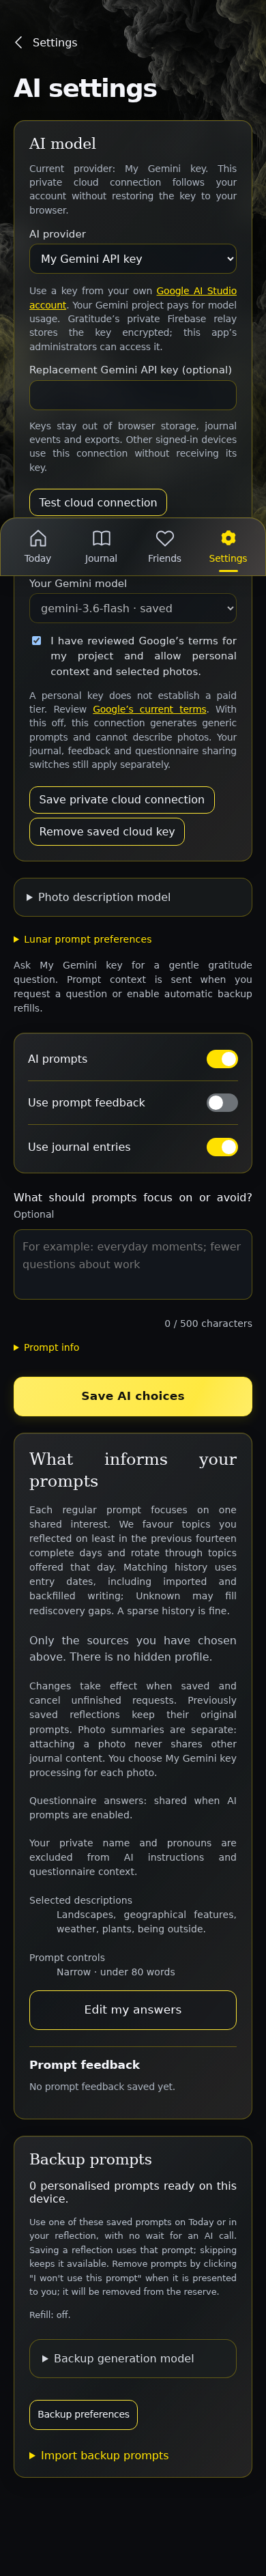 Settings
AI settings
AI model
Current provider: My Gemini key. This
private cloud connection follows your
account without restoring the key to your
browser.
AI provider
My Gemini API key
Use a key from your own Google AI Studio
account. Your Gemini project pays for model
usage. Gratitude's private Firebase relay
stores the key encrypted; this app's
administrators can access it.
Replacement Gemini API key (optional)
Keys stay out of browser storage, journal
events and exports. Other signed-in devices
use this connection without receiving its
key.
Test cloud connection
Today
Journal
Friends
Settings
Your Gemini model
gemini-3.6-flash · saved
I have reviewed Google's terms for
my project and allow personal
context and selected photos.
A personal key does not establish a paid
tier. Review Google's current terms. With
this off, this connection generates generic
prompts and cannot describe photos. Your
journal, feedback and questionnaire sharing
switches still apply separately.
Save private cloud connection
Remove saved cloud key
Photo description model
Lunar prompt preferences
Ask My Gemini key for a gentle gratitude
question. Prompt context is sent when you
request a question or enable automatic backup
refills.
AI prompts
Use prompt feedback
Use journal entries
What should prompts focus on or avoid?
Optional
For example: everyday moments; fewer
questions about work
0 / 500 characters
Prompt info
Save AI choices
What informs your
prompts
Each regular prompt focuses on one
shared interest. We favour topics you
reflected on least in the previous fourteen
complete days and rotate through topics
offered that day. Matching history uses
entry dates, including imported and
backfilled writing; Unknown may fill
rediscovery gaps. A sparse history is fine.
Only the sources you have chosen
above. There is no hidden profile.
Changes take effect when saved and
cancel unfinished requests. Previously
saved reflections keep their original
prompts. Photo summaries are separate:
attaching a photo never shares other
journal content. You choose My Gemini key
processing for each photo.
Questionnaire answers: shared when AI
prompts are enabled.
Your private name and pronouns are
excluded from AI instructions and
questionnaire context.
Selected descriptions
Landscapes, geographical features,
weather, plants, being outside.
Prompt controls
Narrow · under 80 words
Edit my answers
Prompt feedback
No prompt feedback saved yet.
Backup prompts
0 personalised prompts ready on this
device.
Use one of these saved prompts on Today or in
your reflection, with no wait for an AI call.
Saving a reflection uses that prompt; skipping
keeps it available. Remove prompts by clicking
"I won't use this prompt" when it is presented
to you; it will be removed from the reserve.
Refill: off.
Backup generation model
Backup preferences
Import backup prompts